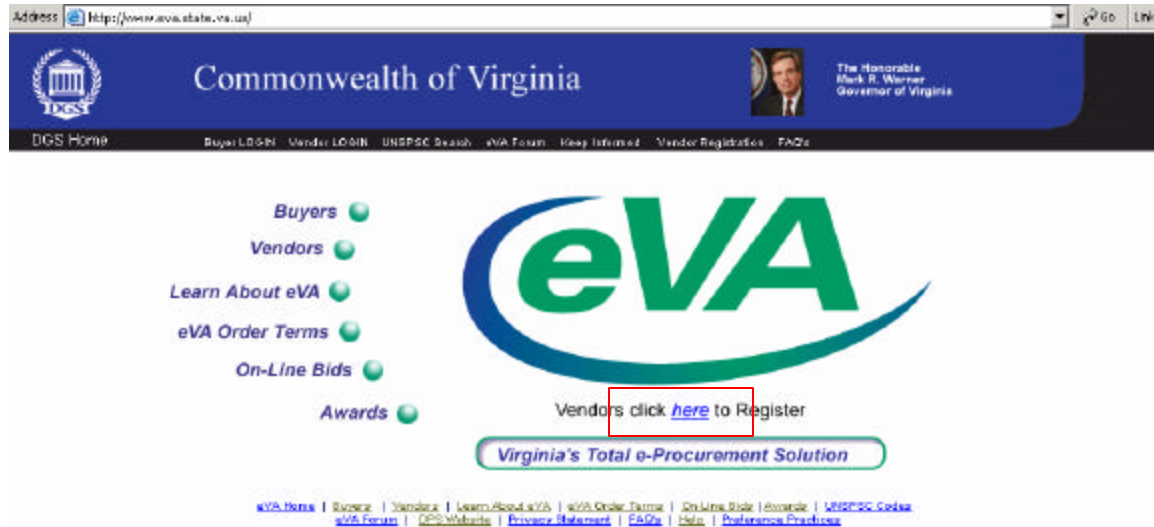 Address http://www.eva.state.va.us/ Go Link
Commonwealth of Virginia
The Honorable
Mark R. Warner
Governor of Virginia
DGS
DGS Home Buyer LOGIN Vendor LOGIN UNSPSC Search eVA Forum Keep Informed Vendor Registration FAQ's
Buyers
Vendors
Learn About eVA
eVA Order Terms
On-Line Bids
Awards
eVA
Vendors click here to Register
Virginia's Total e-Procurement Solution
eVA Home | Buyers | Vendors | Learn About eVA | eVA Order Terms | On-Line Bids | Awards | UNSPSC Codes
eVA Forum | DPS Website | Privacy Statement | FAQ's | Help | Preference Practices